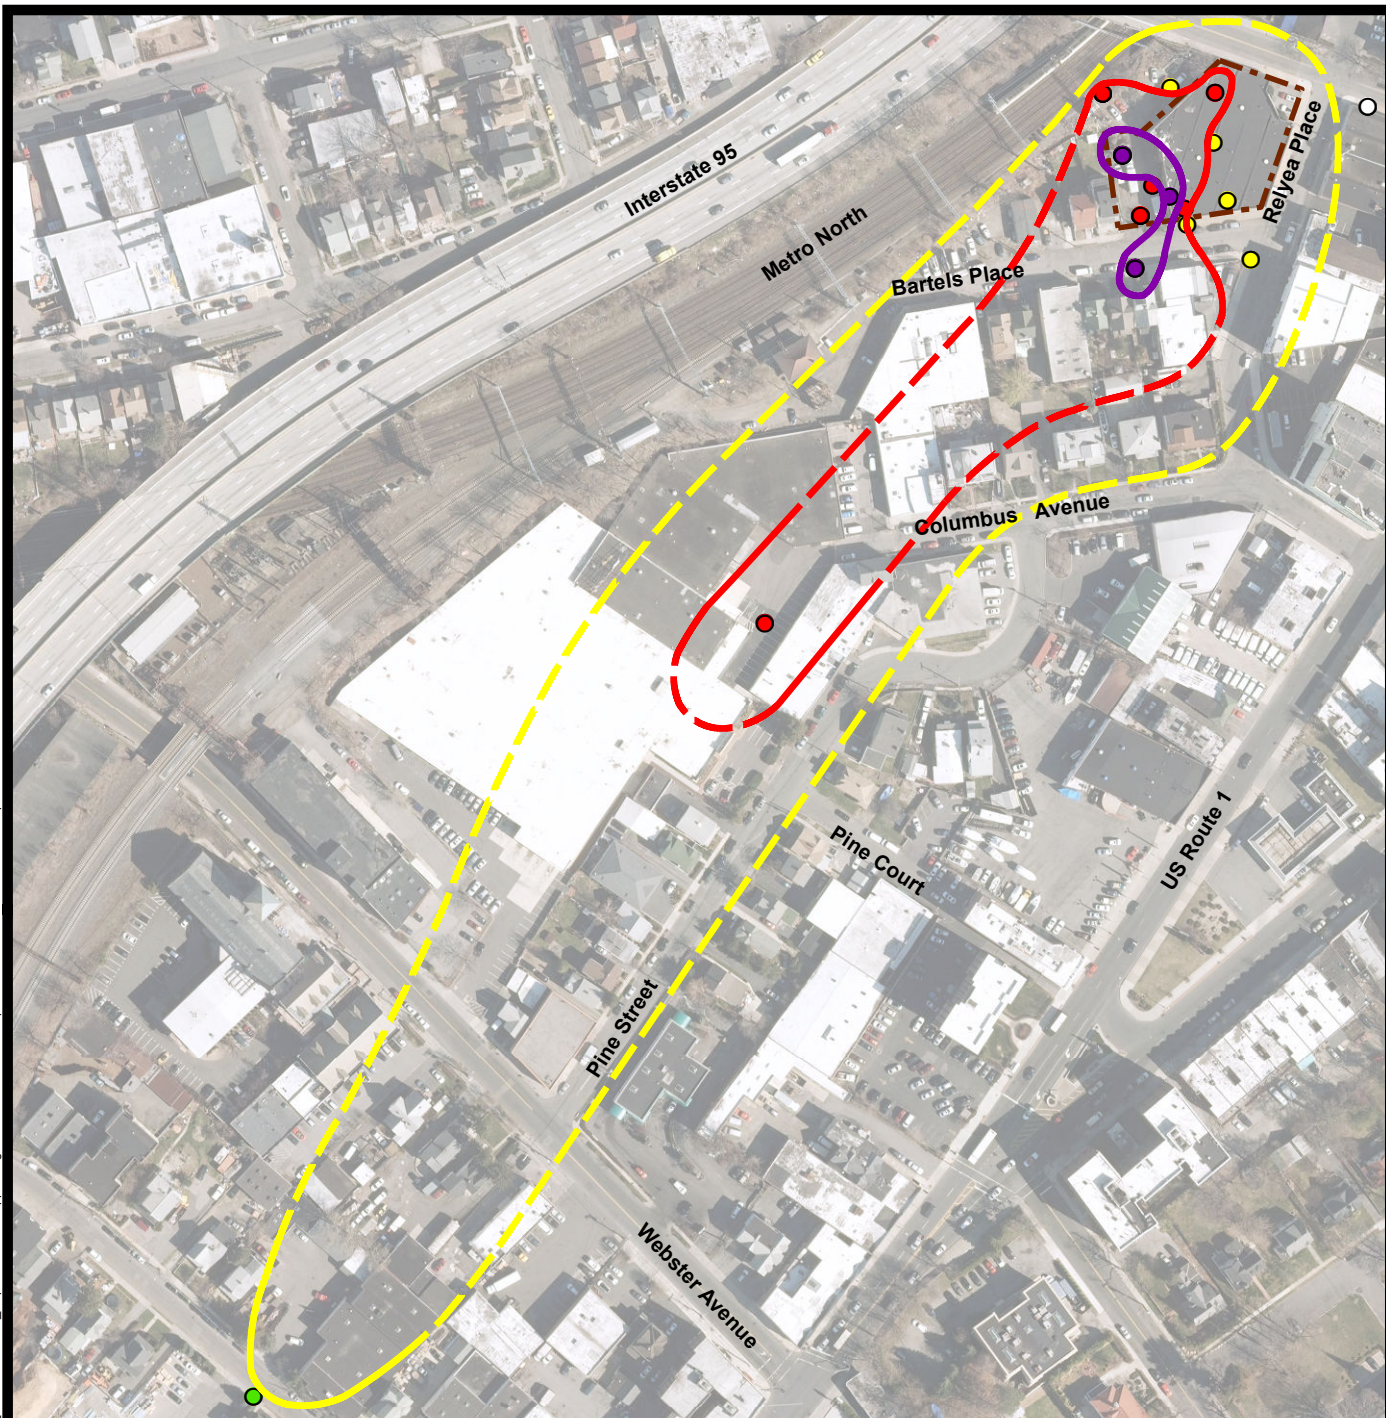 Interstate 95
Relyea Place
Metro North
Bartels Place
Columbus Avenue
Pine Court
US Route 1
Pine Street
Webster Avenue